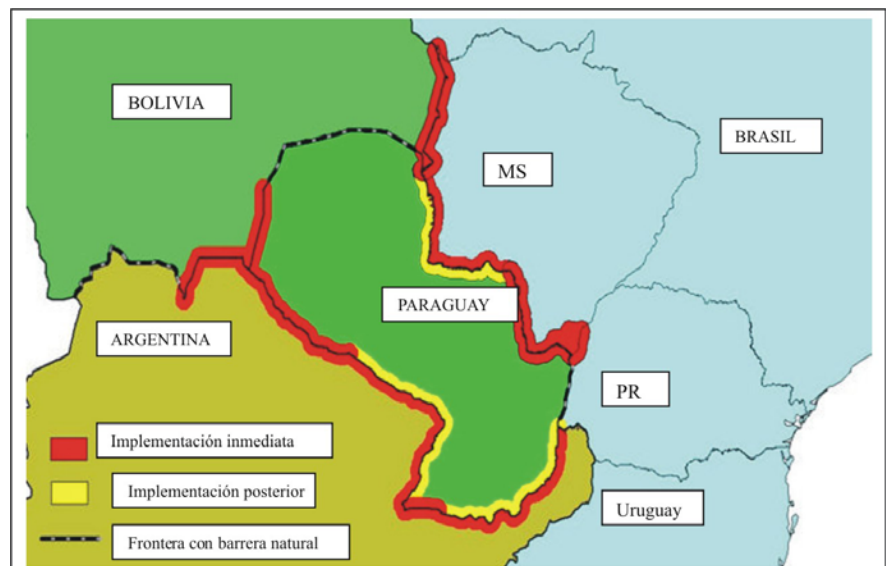 BOLIVIA
BRASIL
MS
PARAGUAY
ARGENTINA
PR
Implementación inmediata
Implementación posterior
Uruguay
Frontera con barrera natural